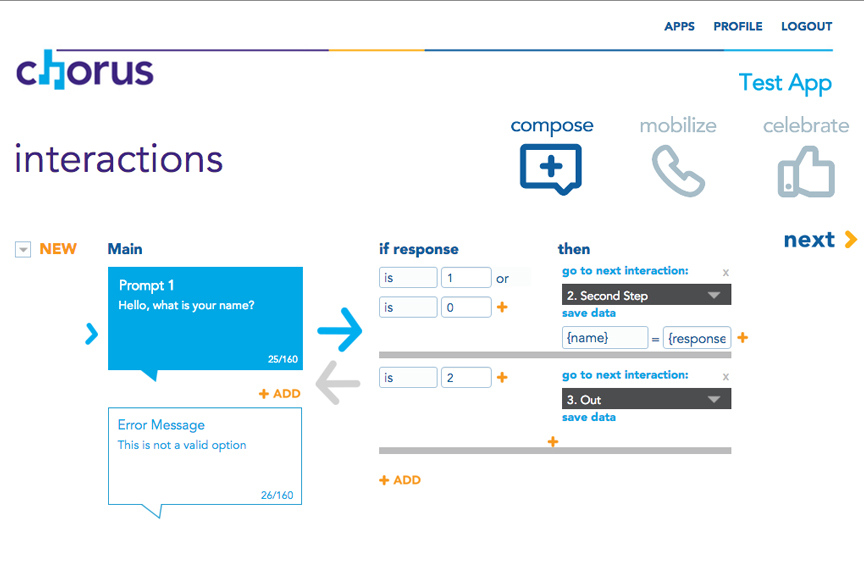 APPS PROFILE LOGOUT
chorus
Test App
compose mobilize celebrate
interactions
next
NEW Main if response then
Prompt 1
Hello, what is your name?
25/160
+ ADD
Error Message
This is not a valid option
26/160
is 1 or
is 0 +
go to next interaction: x
2. Second Step
save data
{name} = {response +
is 2 +
go to next interaction: x
3. Out
save data
+
+ ADD